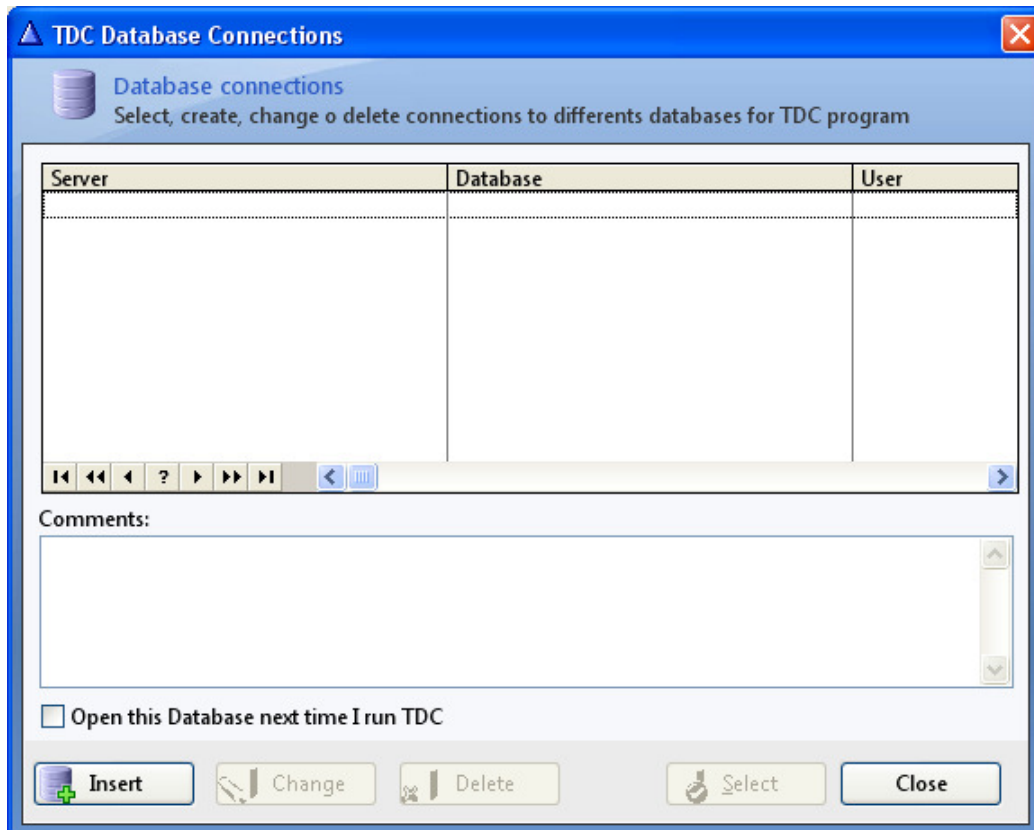 TDC Database Connections
Database connections
Select, create, change o delete connections to differents databases for TDC program
Server Database User
?
Comments:
Open this Database next time I run TDC
Insert Change Delete Select Close